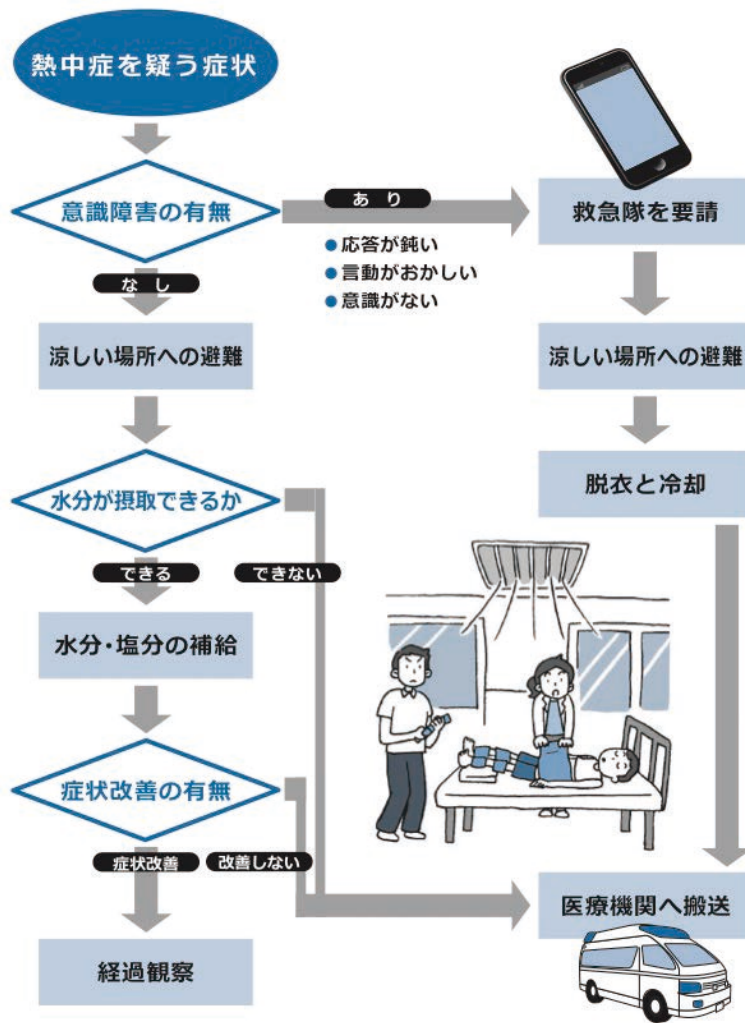 熱中症を疑う症状
意識障害の有無
あり
応答が鈍い
言動がおかしい
意識がない
救急隊を要請
なし
涼しい場所への避難
涼しい場所への避難
水分が摂取できるか
脱衣と冷却
できる
できない
水分・塩分の補給
症状改善の有無
症状改善
改善しない
医療機関へ搬送
経過観察